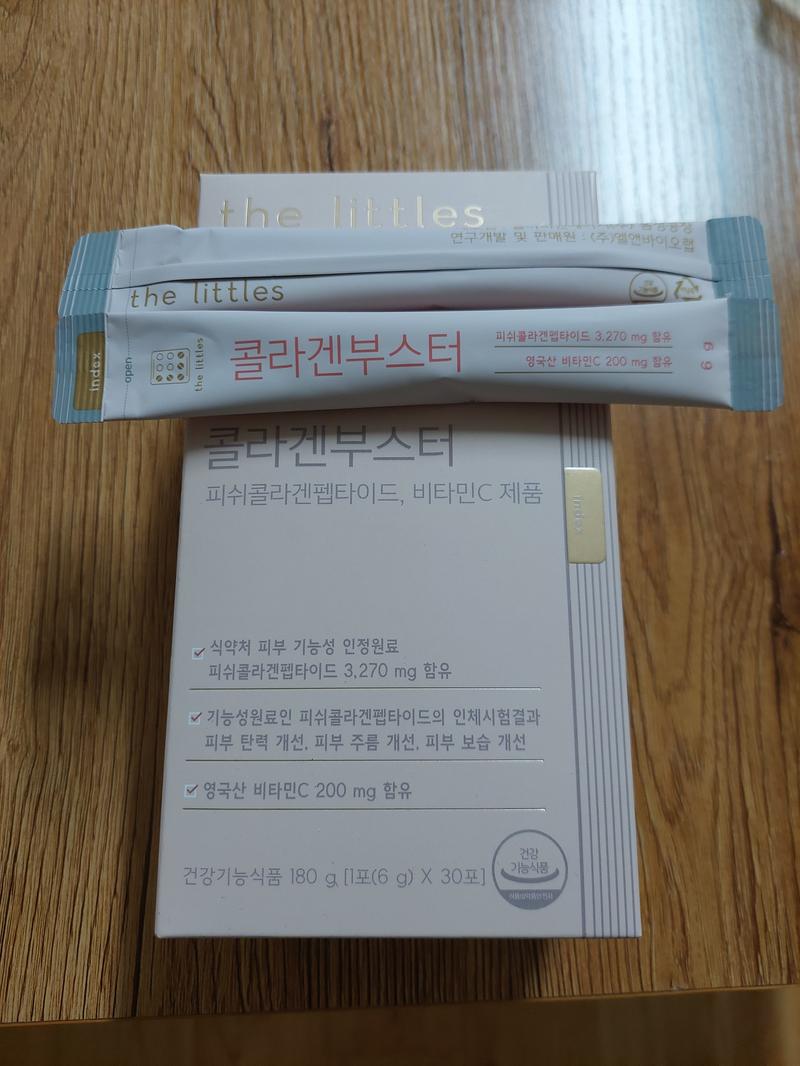 the littles
연구개발 및 판매원 : (주)엘앤바이오랩
the littles
index
open
the littles
콜라겐부스터
피쉬콜라겐펩타이드 3,270 mg 함유
영국산 비타민C 200 mg 함유
6 g
콜라겐부스터
피쉬콜라겐펩타이드, 비타민C 제품
index
식약처 피부 기능성 인정원료
피쉬콜라겐펩타이드 3,270 mg 함유
기능성원료인 피쉬콜라겐펩타이드의 인체시험결과
피부 탄력 개선, 피부 주름 개선, 피부 보습 개선
영국산 비타민C 200 mg 함유
건강기능식품 180 g [1포(6 g) X 30포]
건강
기능식품
식품의약품안전처